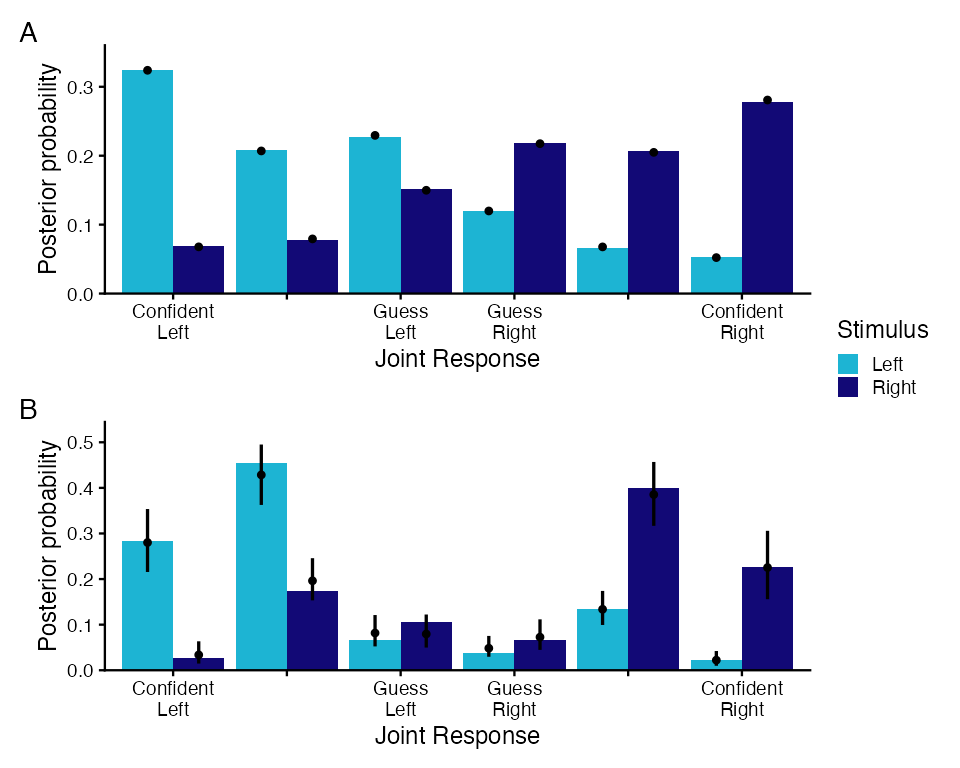 A
Posterior probability
0.3
0.2
0.1
0.0
Confident Left
Guess Left
Guess Right
Confident Right
Joint Response
Stimulus
Left
Right
B
Posterior probability
0.5
0.4
0.3
0.2
0.1
0.0
Confident Left
Guess Left
Guess Right
Confident Right
Joint Response